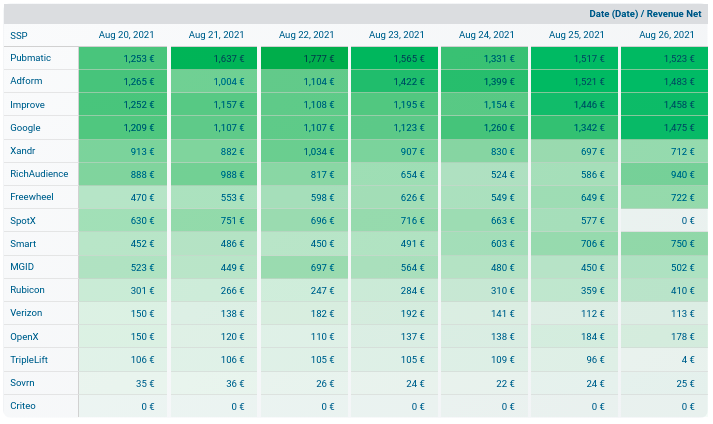 Date (Date) / Revenue Net
SSP Aug 20, 2021 Aug 21, 2021 Aug 22, 2021 Aug 23, 2021 Aug 24, 2021 Aug 25, 2021 Aug 26, 2021
Pubmatic 1,253 € 1,637 € 1,777 € 1,565 € 1,331 € 1,517 € 1,523 €
Adform 1,265 € 1,004 € 1,104 € 1,422 € 1,399 € 1,521 € 1,483 €
Improve 1,252 € 1,157 € 1,108 € 1,195 € 1,154 € 1,446 € 1,458 €
Google 1,209 € 1,107 € 1,107 € 1,123 € 1,260 € 1,342 € 1,475 €
Xandr 913 € 882 € 1,034 € 907 € 830 € 697 € 712 €
RichAudience 888 € 988 € 817 € 654 € 524 € 586 € 940 €
Freewheel 470 € 553 € 598 € 626 € 549 € 649 € 722 €
SpotX 630 € 751 € 696 € 716 € 663 € 577 € 0 €
Smart 452 € 486 € 450 € 491 € 603 € 706 € 750 €
MGID 523 € 449 € 697 € 564 € 480 € 450 € 502 €
Rubicon 301 € 266 € 247 € 284 € 310 € 359 € 410 €
Verizon 150 € 138 € 182 € 192 € 141 € 112 € 113 €
OpenX 150 € 120 € 110 € 137 € 138 € 184 € 178 €
TripleLift 106 € 106 € 105 € 105 € 109 € 96 € 4 €
Sovrn 35 € 36 € 26 € 24 € 22 € 24 € 25 €
Criteo 0 € 0 € 0 € 0 € 0 € 0 € 0 €